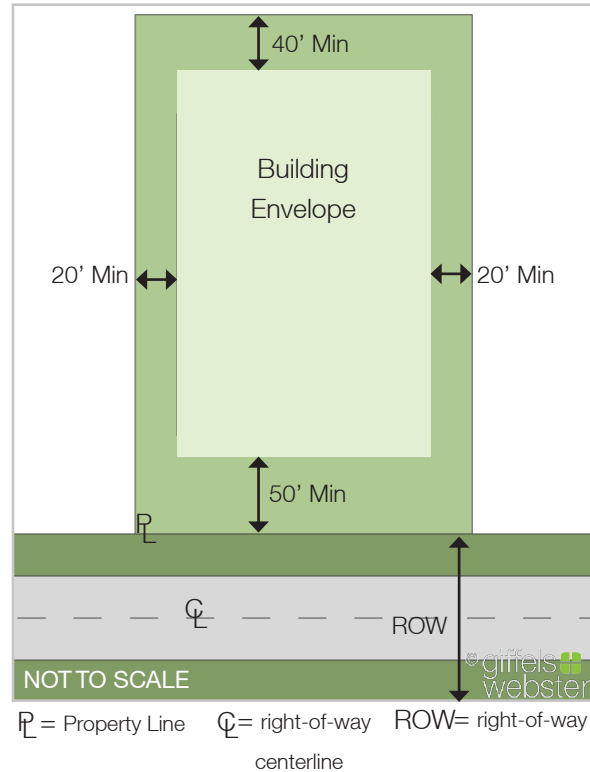 40’ Min
Building
Envelope
20’ Min
20’ Min
50’ Min
PL
CL
ROW
© giffels
webster
NOT TO SCALE
PL = Property Line CL = right-of-way ROW= right-of-way
centerline